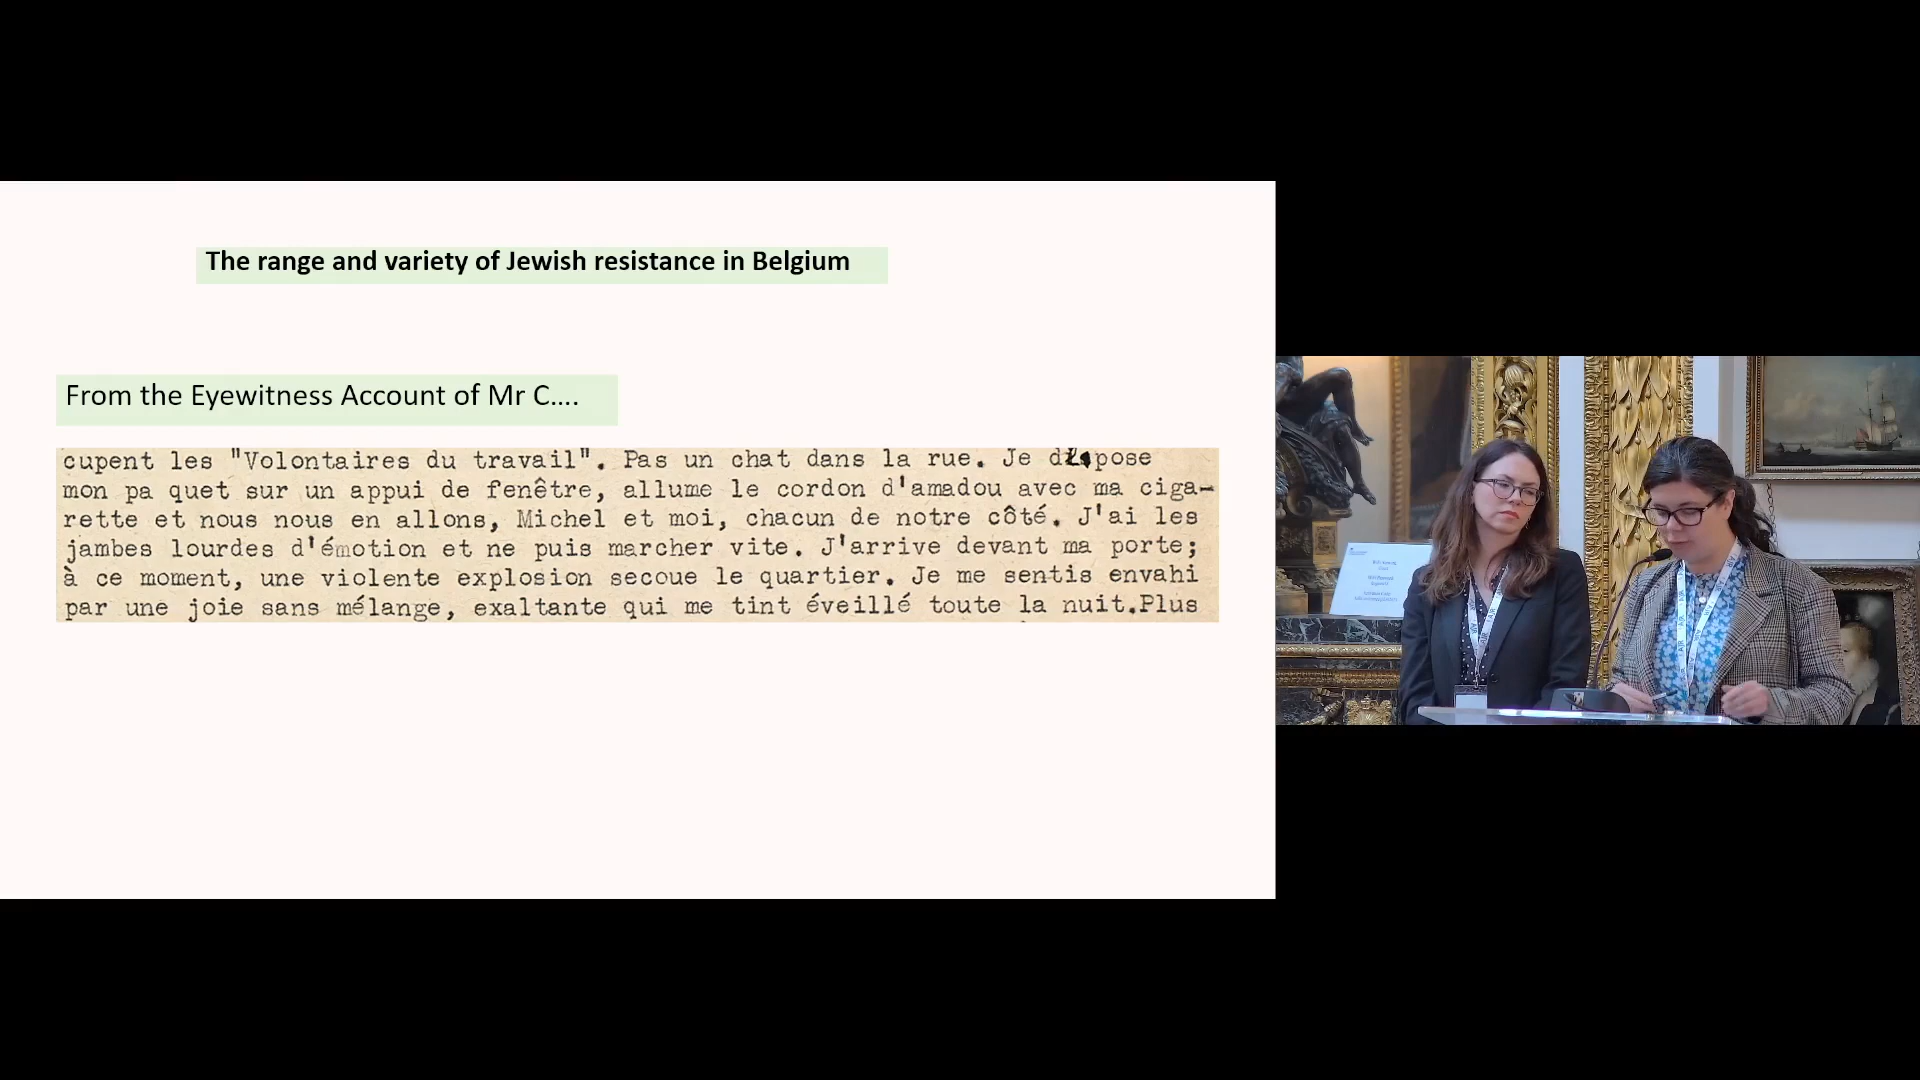 The range and variety of Jewish resistance in Belgium
From the Eyewitness Account of Mr C....
cupent les "Volontaires du travail". Pas un chat dans la rue. Je dépose
mon pa quet sur un appui de fenêtre, allume le cordon d'amadou avec ma ciga-
rette et nous nous en allons, Michel et moi, chacun de notre côté. J'ai les
jambes lourdes d'émotion et ne puis marcher vite. J'arrive devant ma porte;
à ce moment, une violente explosion secoue le quartier. Je me sentis envahi
par une joie sans mélange, exaltante qui me tint éveillé toute la nuit.Plus
AJR